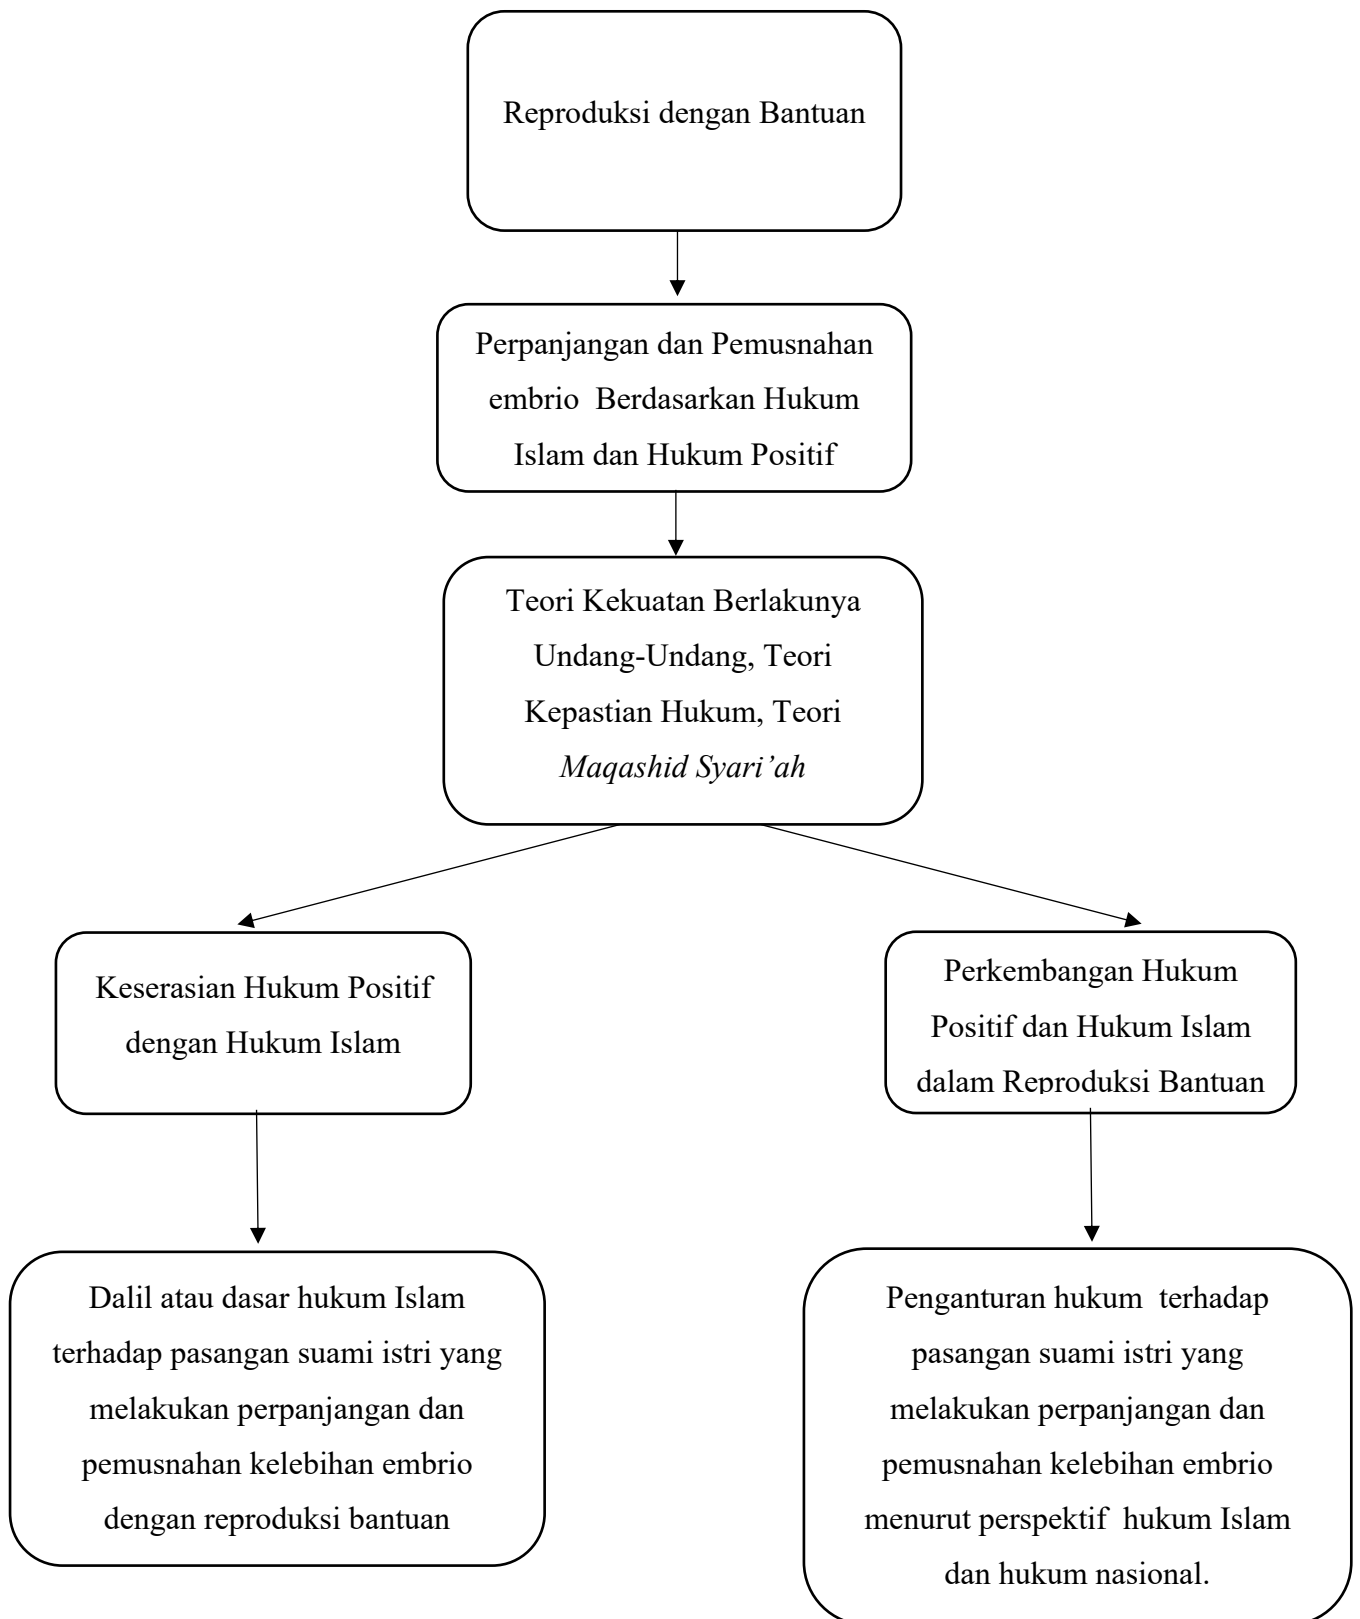 Reproduksi dengan Bantuan
Perpanjangan dan Pemusnahan
embrio  Berdasarkan Hukum
Islam dan Hukum Positif
Teori Kekuatan Berlakunya
Undang-Undang, Teori
Kepastian Hukum, Teori
Maqashid Syari’ah
Keserasian Hukum Positif
dengan Hukum Islam
Perkembangan Hukum
Positif dan Hukum Islam
dalam Reproduksi Bantuan
Dalil atau dasar hukum Islam
terhadap pasangan suami istri yang
melakukan perpanjangan dan
pemusnahan kelebihan embrio
dengan reproduksi bantuan
Penganturan hukum  terhadap
pasangan suami istri yang
melakukan perpanjangan dan
pemusnahan kelebihan embrio
menurut perspektif  hukum Islam
dan hukum nasional.